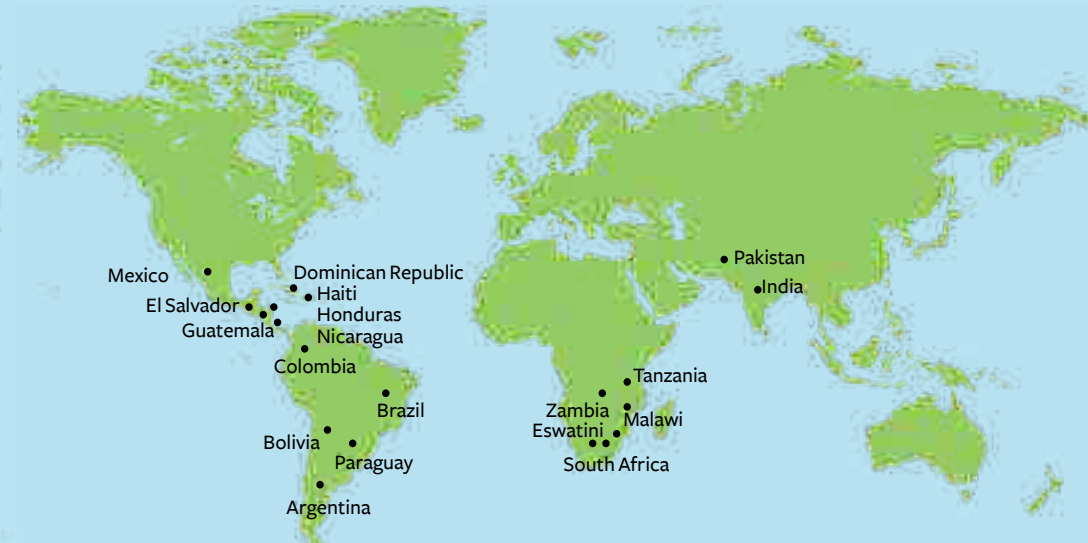 Mexico
Dominican Republic
Haiti
El Salvador
Honduras
Guatemala
Nicaragua
Colombia
Brazil
Bolivia
Paraguay
Argentina
Pakistan
India
Tanzania
Zambia
Malawi
Eswatini
South Africa